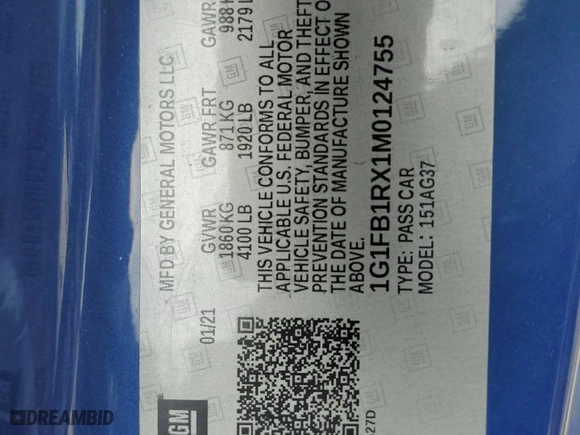 MFD BY GENERAL MOTORS LLC
01/21 GVWR GAWR FRT GAWR
1860 KG 871 KG 988
4100 LB 1920 LB 2179
THIS VEHICLE CONFORMS TO ALL
APPLICABLE U.S. FEDERAL MOTOR
VEHICLE SAFETY, BUMPER, AND THEFT
PREVENTION STANDARDS IN EFFECT
THE DATE OF MANUFACTURE SHOWN
ABOVE.
1G1FB1RX1M0124755
TYPE: PASS CAR
MODEL: 151AG37
GM
DREAMBID